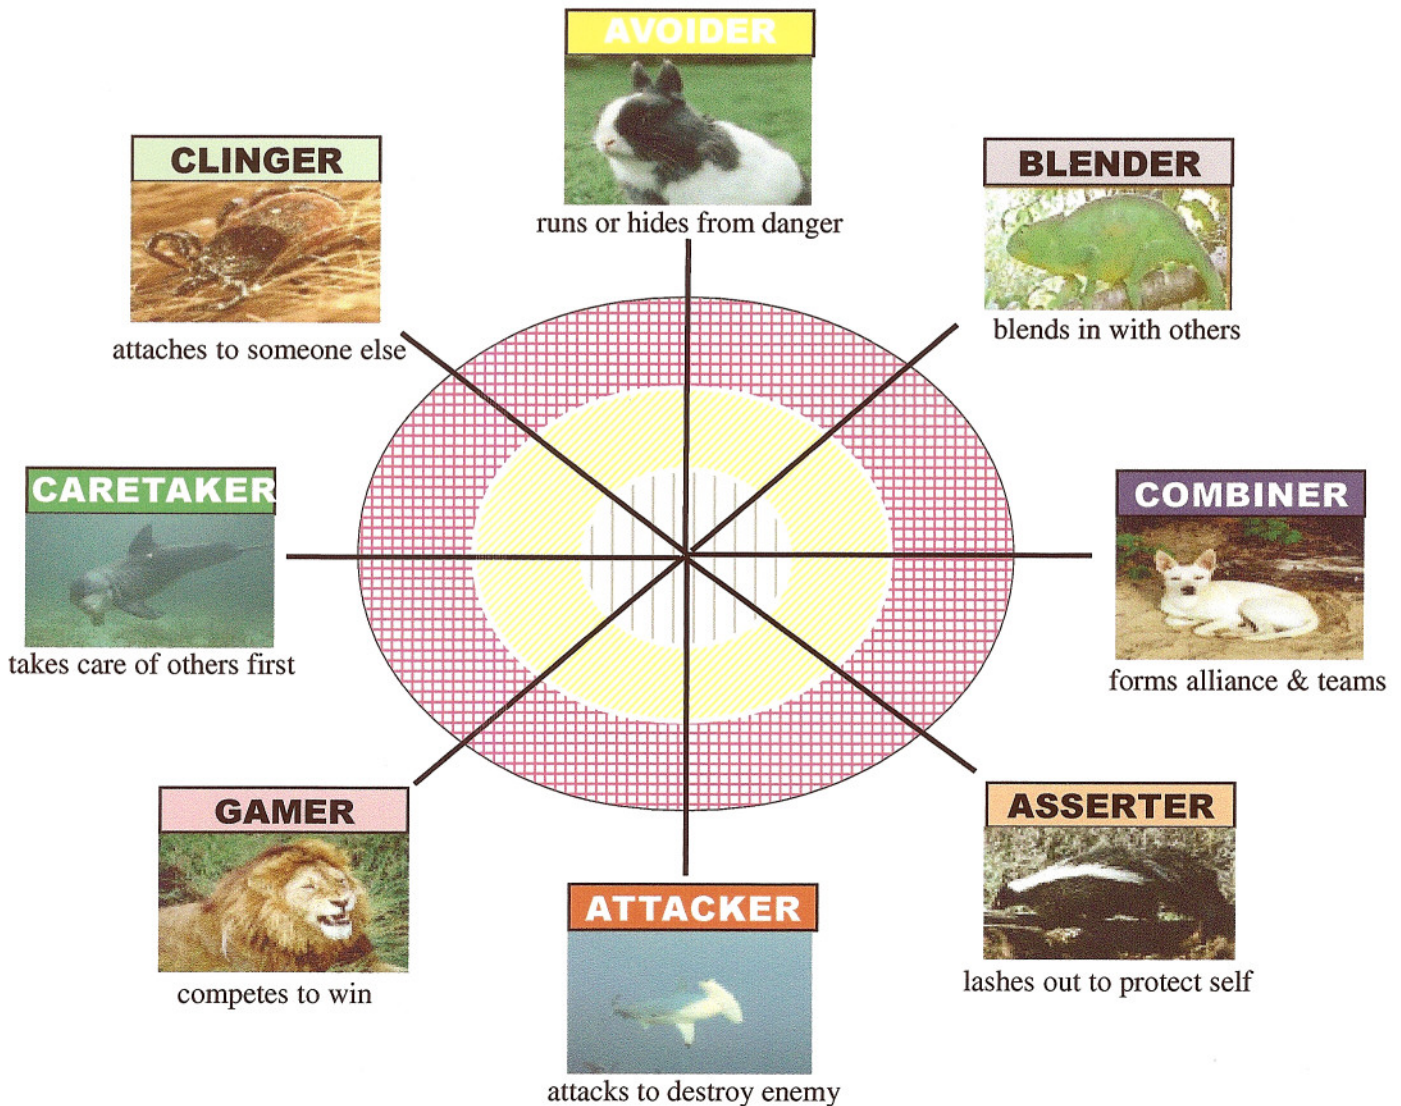 AVOIDER
runs or hides from danger
CLINGER
attaches to someone else
BLENDER
blends in with others
CARETAKER
takes care of others first
COMBINER
forms alliance & teams
GAMER
competes to win
ASSERTER
lashes out to protect self
ATTACKER
attacks to destroy enemy